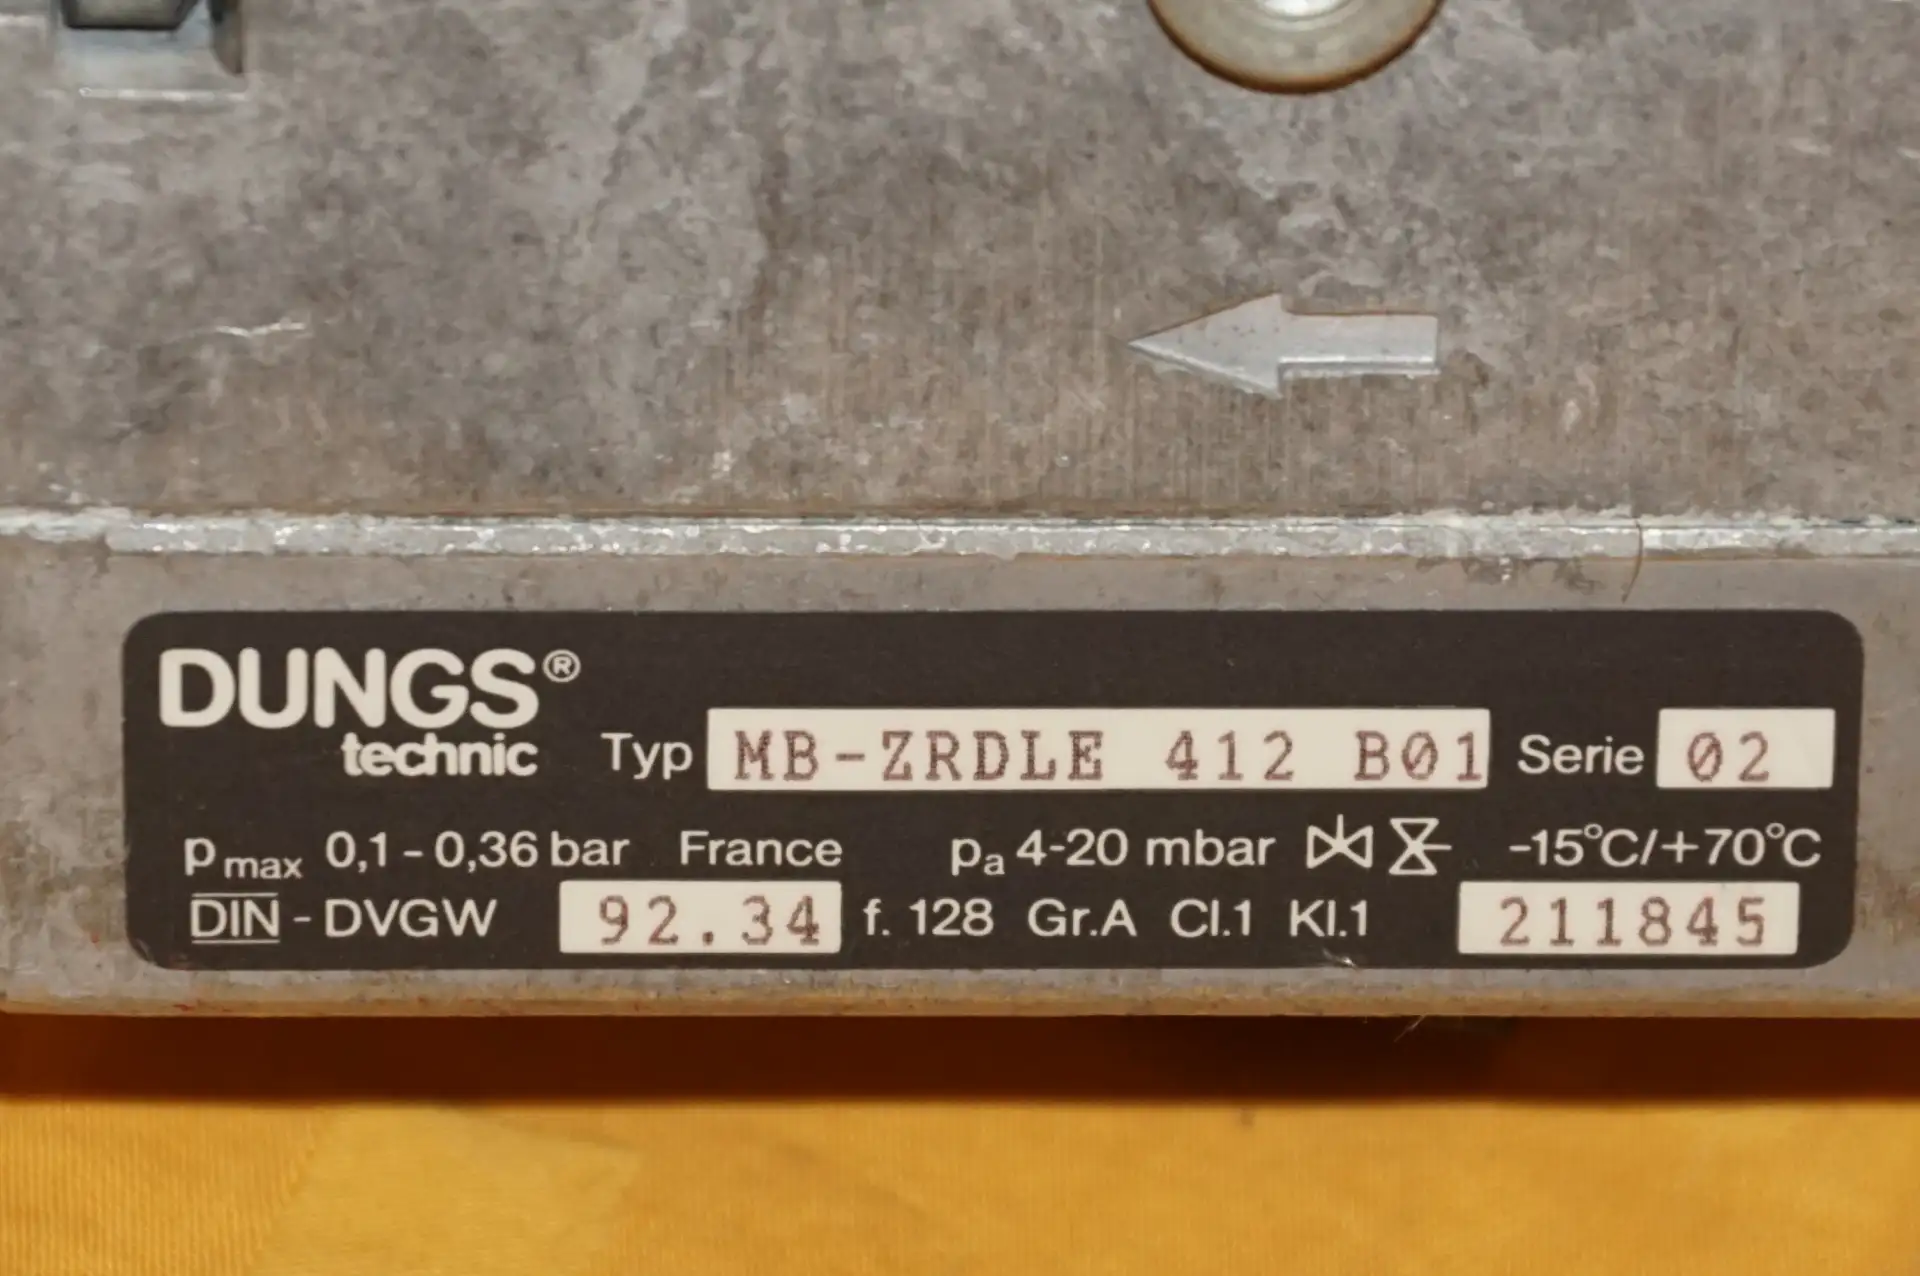 DUNGS®
technic
Typ MB-ZRDLE 412 B01 Serie 02
pmax 0,1-0,36 bar France pa 4-20 mbar -15°C/+70°C
DIN - DVGW 92.34 f. 128 Gr.A Cl.1 Kl.1 211845